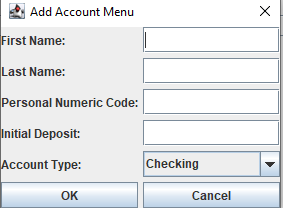 Add Account Menu
First Name:
Last Name:
Personal Numeric Code:
Initial Deposit:
Account Type: Checking
OK Cancel